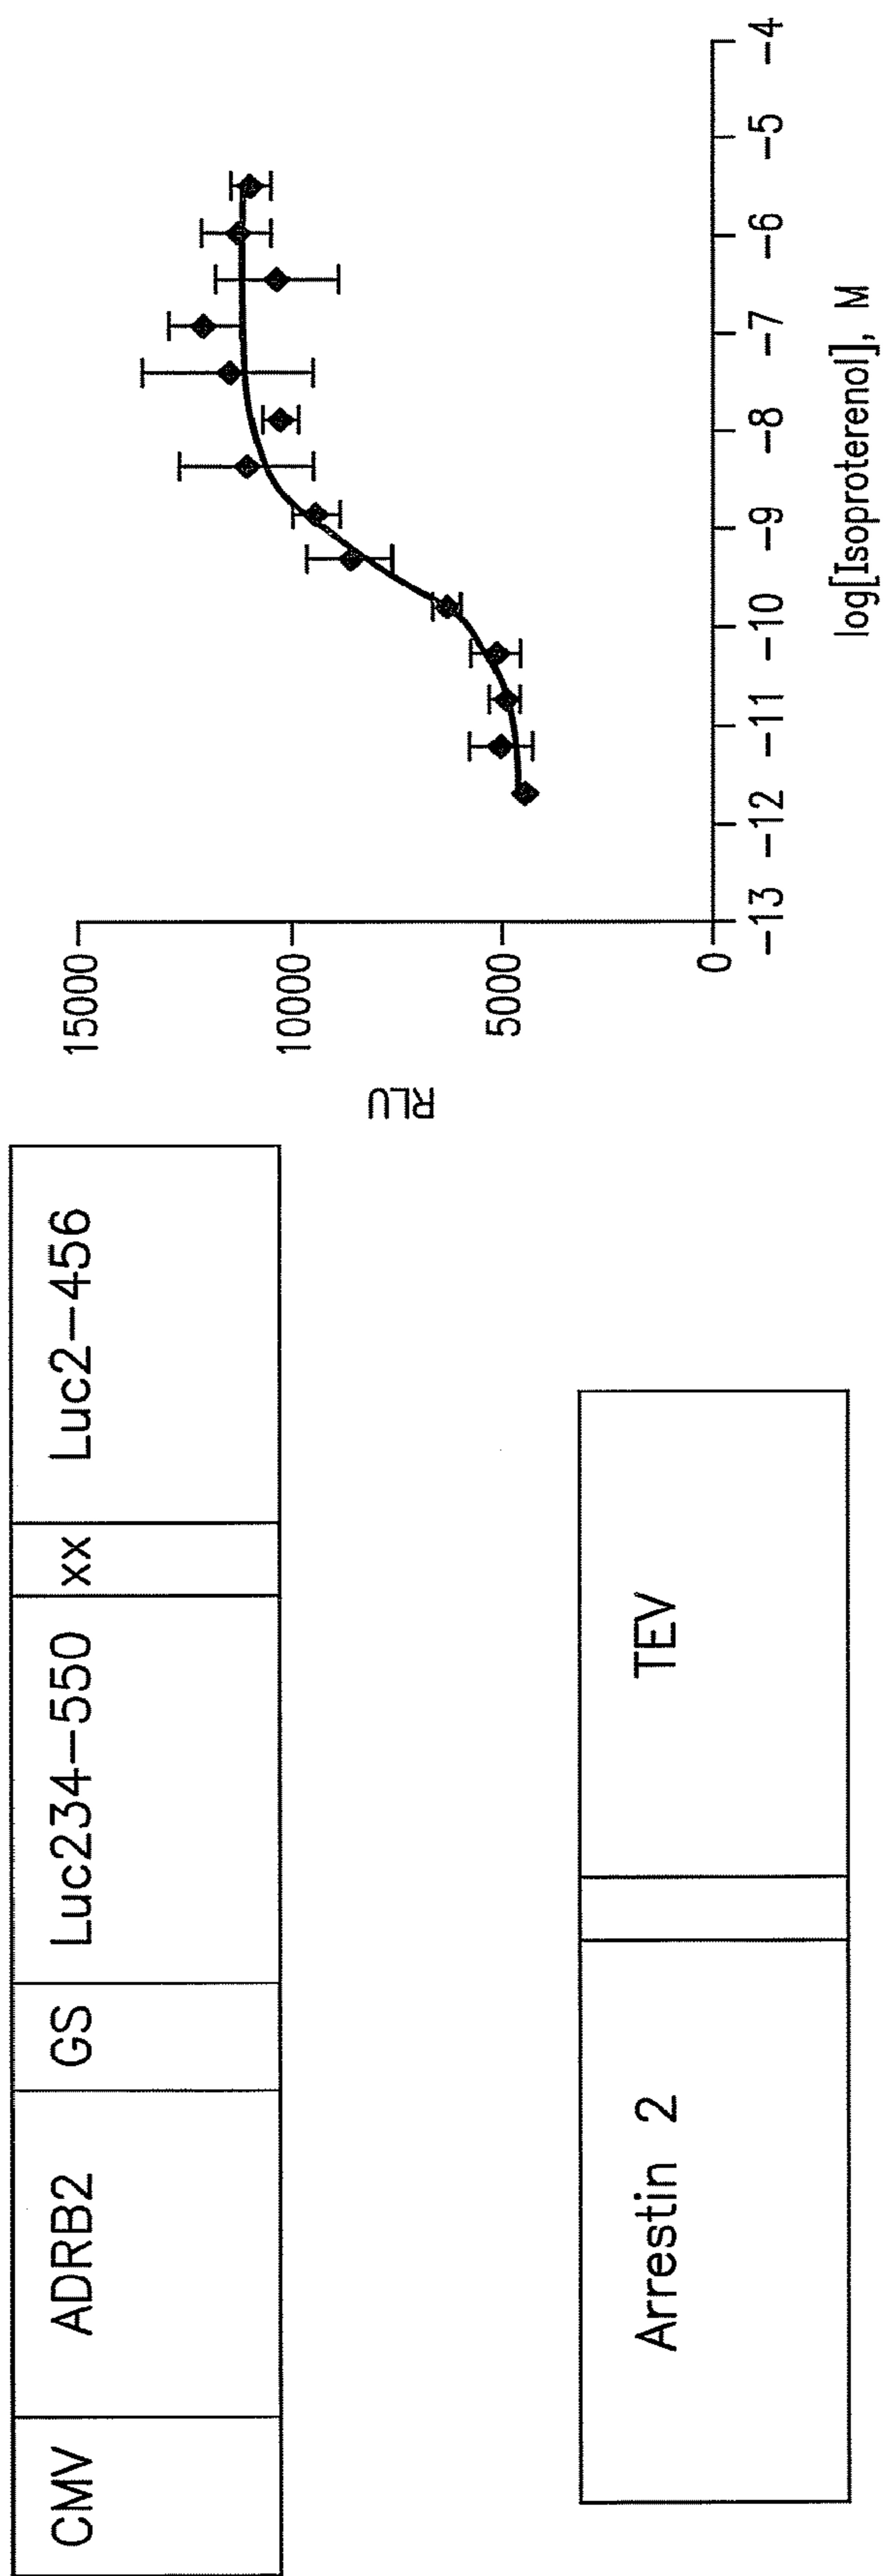 CMV ADRB2 GS Luc234-550 xx Luc2-456
Arrestin 2 TEV
RLU
15000
10000
5000
0
-13 -12 -11 -10 -9 -8 -7 -6 -5 -4
log[Isoproterenol], M